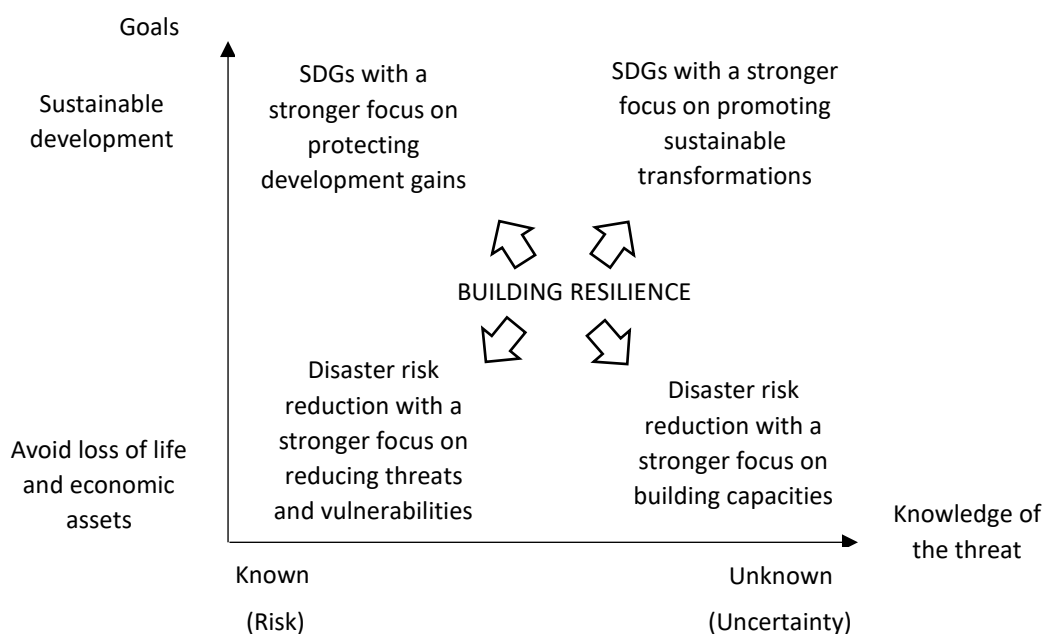 Goals
Sustainable
development
SDGs with a
stronger focus on
protecting
development gains
SDGs with a stronger
focus on promoting
sustainable
transformations
BUILDING RESILIENCE
Avoid loss of life
and economic
assets
Disaster risk
reduction with a
stronger focus on
reducing threats
and vulnerabilities
Disaster risk
reduction with a
stronger focus on
building capacities
Knowledge of
the threat
Known
(Risk)
Unknown
(Uncertainty)